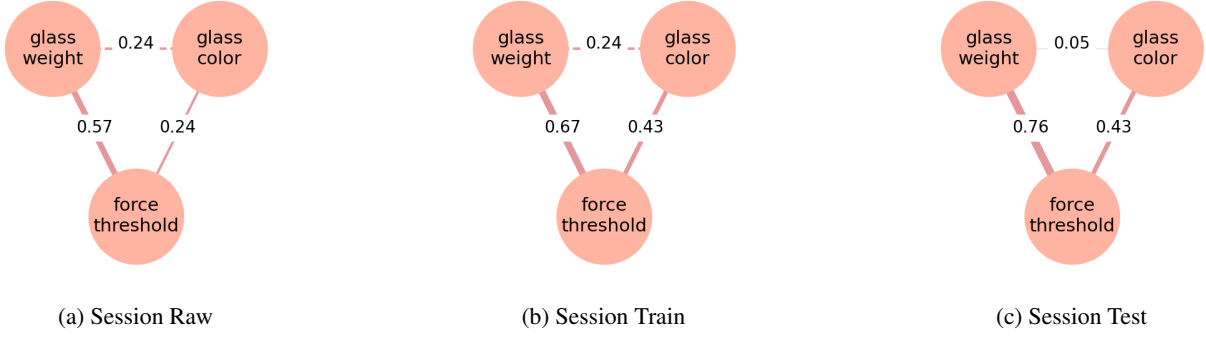 glass
weight
0.24
glass
color
0.57
0.24
force
threshold
(a) Session Raw
glass
weight
0.24
glass
color
0.67
0.43
force
threshold
(b) Session Train
glass
weight
0.05
glass
color
0.76
0.43
force
threshold
(c) Session Test